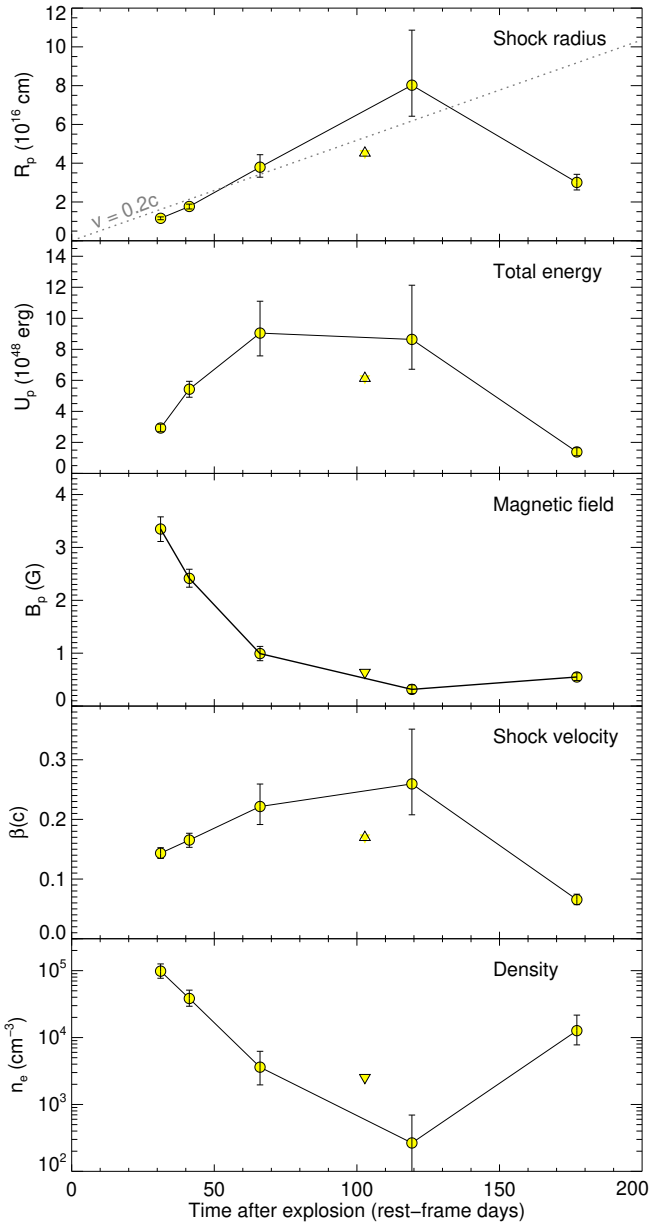 12
10
8
6
4
2
0
R_p (10^16 cm)
Shock radius
v = 0.2c
14
12
10
8
6
4
2
0
U_p (10^48 erg)
Total energy
4
3
2
1
0
B_p (G)
Magnetic field
0.3
0.2
0.1
0.0
β(c)
Shock velocity
10^5
10^4
10^3
10^2
n_e (cm^−3)
Density
0 50 100 150 200
Time after explosion (rest−frame days)